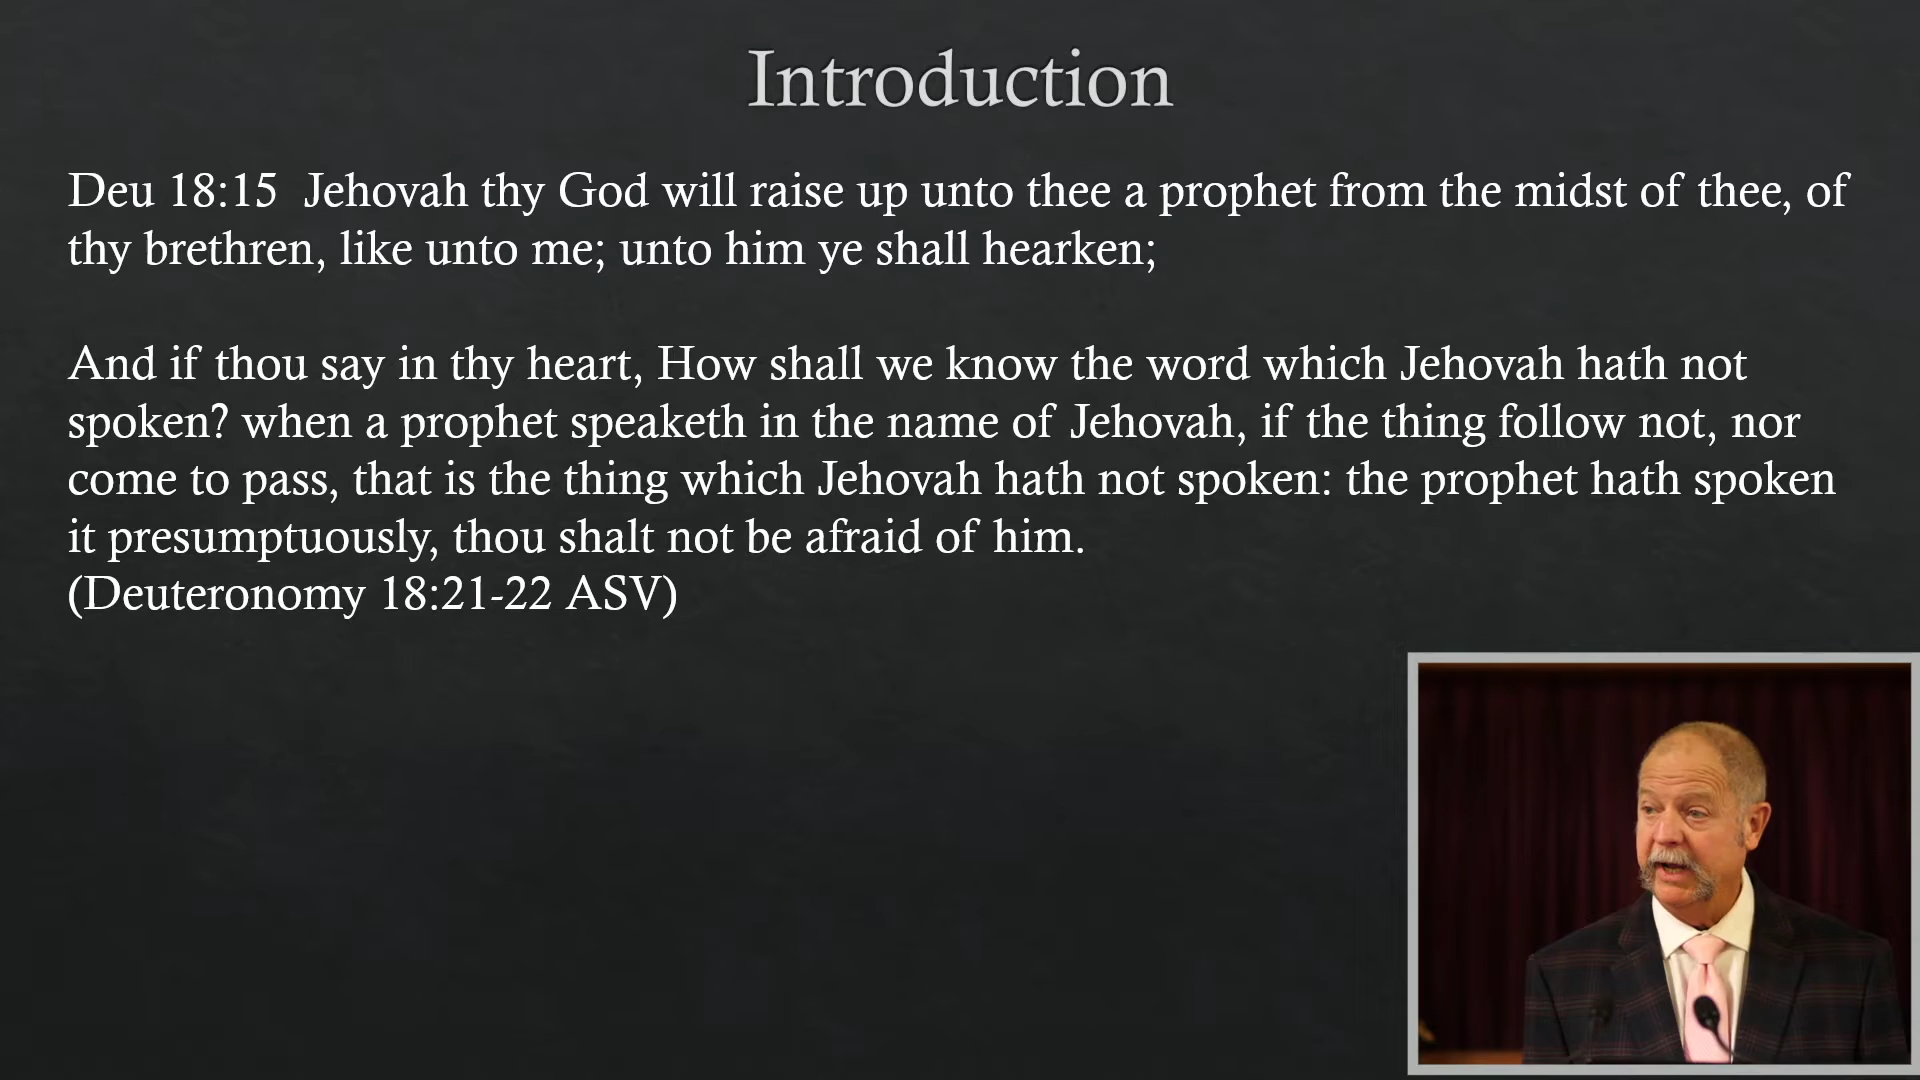 Introduction
Deu 18:15  Jehovah thy God will raise up unto thee a prophet from the midst of thee, of
thy brethren, like unto me; unto him ye shall hearken;
And if thou say in thy heart, How shall we know the word which Jehovah hath not
spoken? when a prophet speaketh in the name of Jehovah, if the thing follow not, nor
come to pass, that is the thing which Jehovah hath not spoken: the prophet hath spoken
it presumptuously, thou shalt not be afraid of him.
(Deuteronomy 18:21-22 ASV)